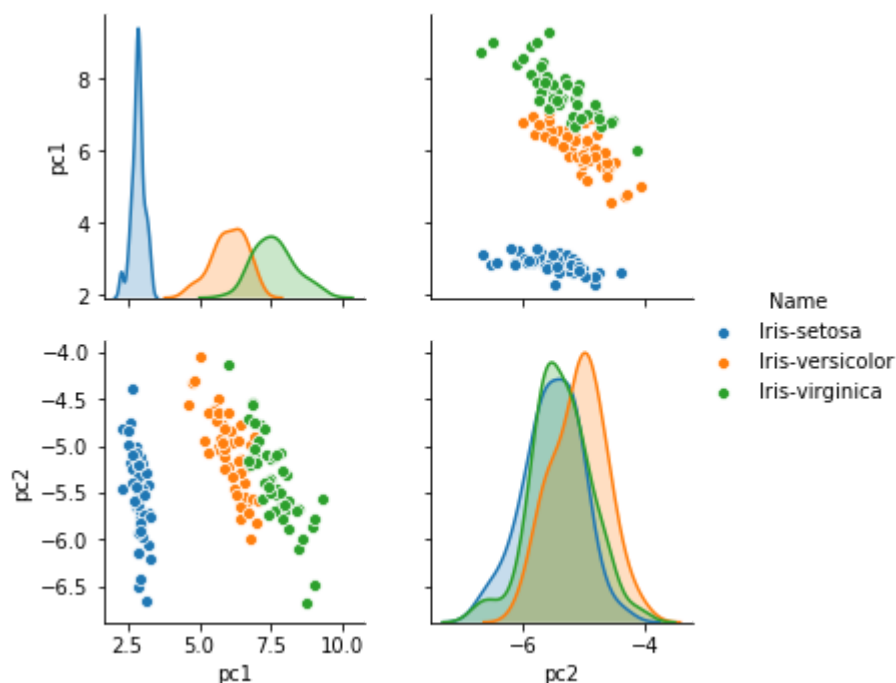 pc1
8
6
4
2
Name
Iris-setosa
Iris-versicolor
Iris-virginica
pc2
−4.0
−4.5
−5.0
−5.5
−6.0
−6.5
2.5 5.0 7.5 10.0
pc1
−6 −4
pc2